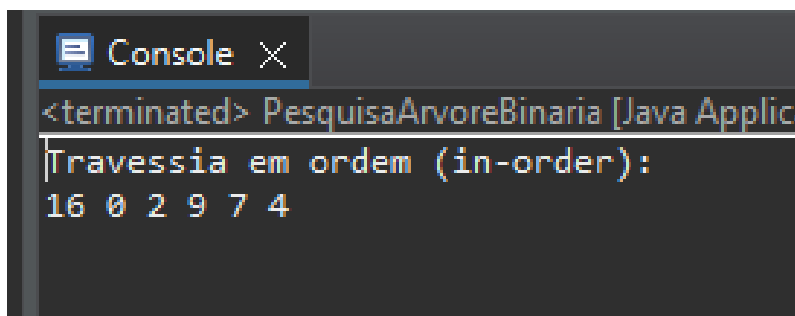 Console
<terminated> PesquisaArvoreBinaria [Java Applic
Travessia em ordem (in-order):
16 0 2 9 7 4